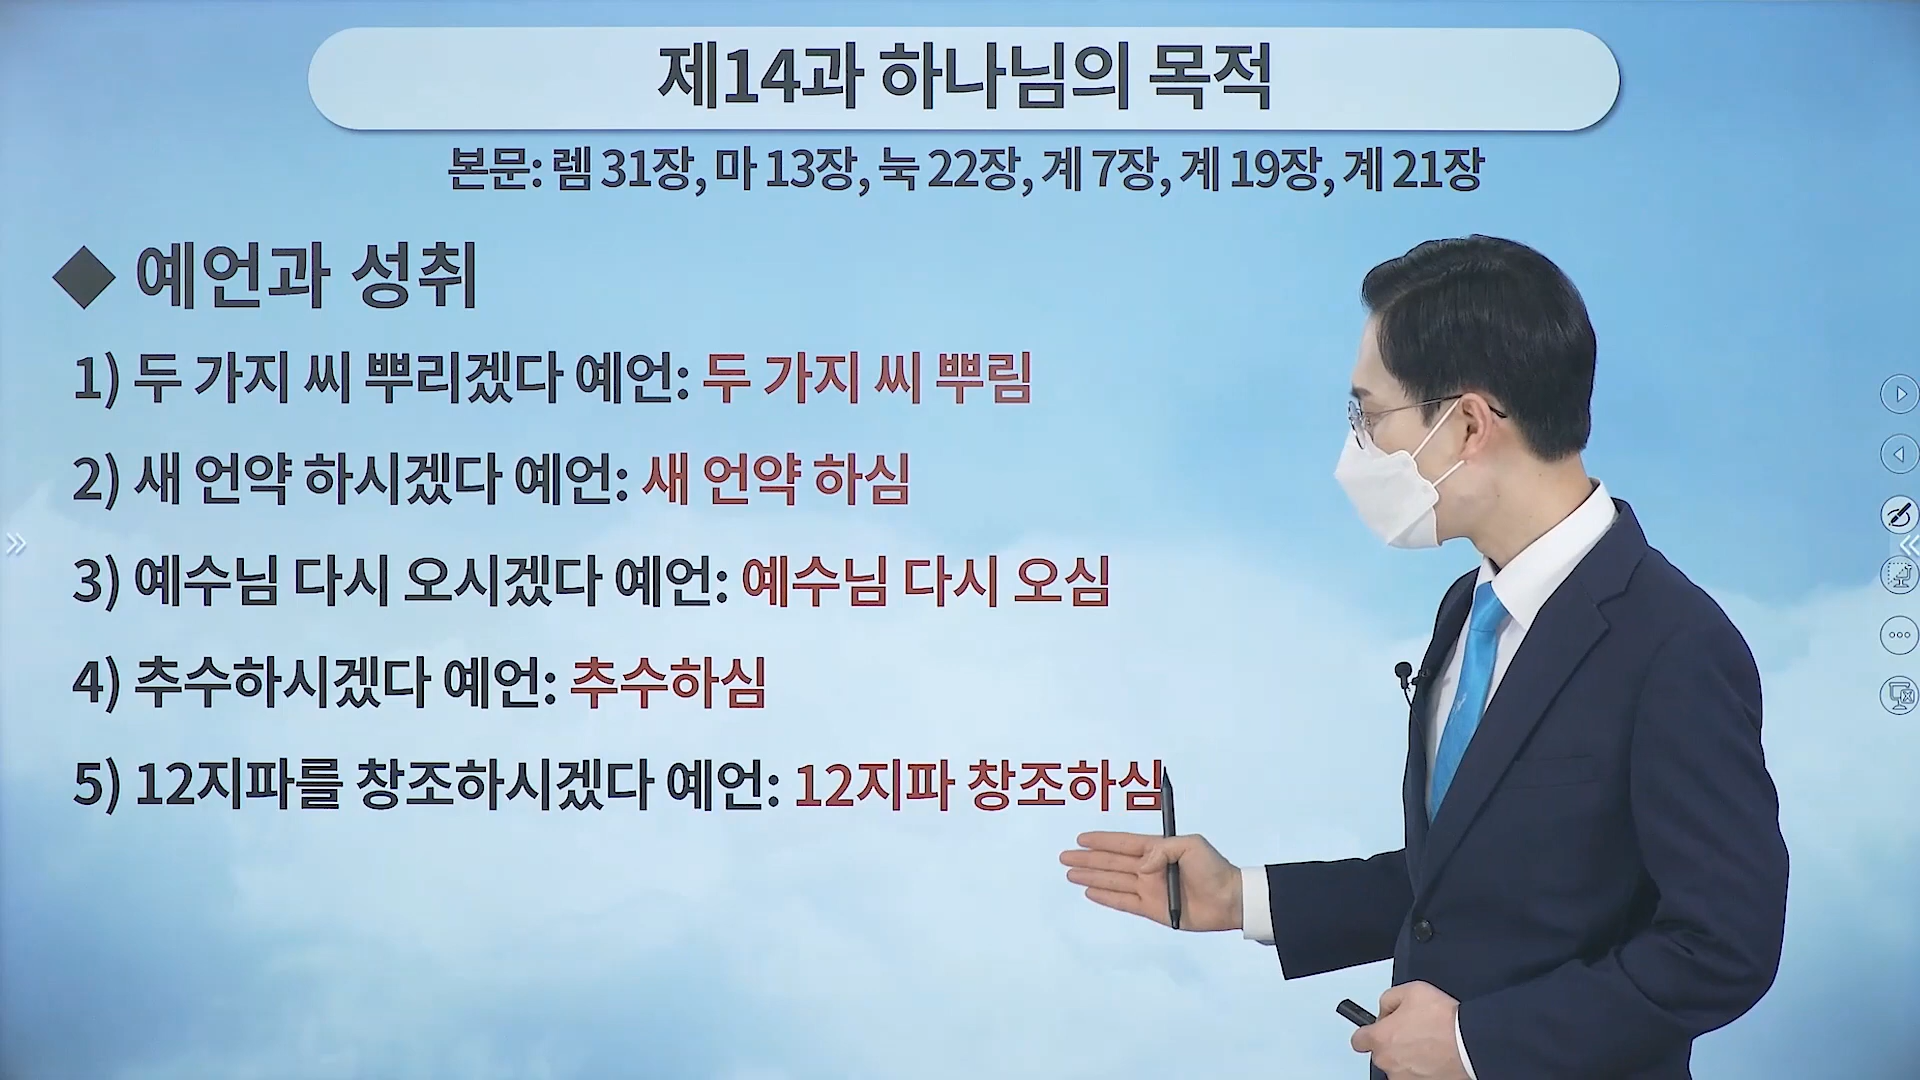 제14과 하나님의 목적
본문: 렘 31장, 마 13장, 눅 22장, 계 7장, 계 19장, 계 21장
◆ 예언과 성취
1) 두 가지 씨 뿌리겠다 예언: 두 가지 씨 뿌림
2) 새 언약 하시겠다 예언: 새 언약 하심
3) 예수님 다시 오시겠다 예언: 예수님 다시 오심
4) 추수하시겠다 예언: 추수하심
5) 12지파를 창조하시겠다 예언: 12지파 창조하심